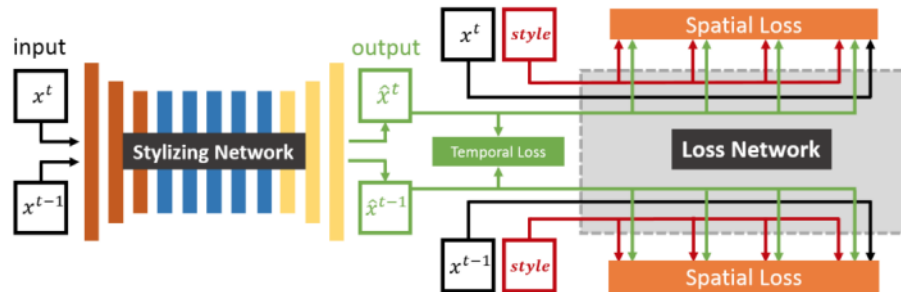 input
x^t
x^{t-1}
Stylizing Network
output
x̂^t
x̂^{t-1}
x^t
style
Spatial Loss
Temporal Loss
Loss Network
x^{t-1}
style
Spatial Loss